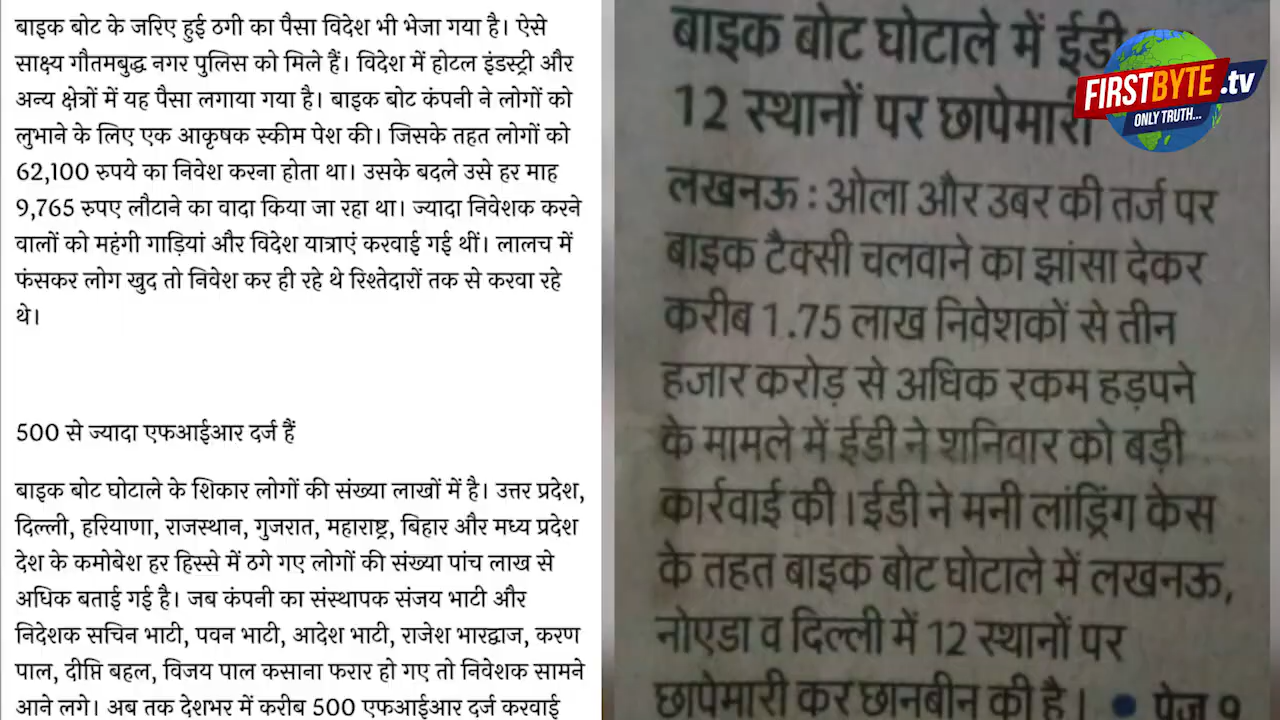 बाइक बोट के जरिए हुई ठगी का पैसा विदेश भी भेजा गया है। ऐसे
साक्ष्य गौतमबुद्ध नगर पुलिस को मिले हैं। विदेश में होटल इंडस्ट्री और
अन्य क्षेत्रों में यह पैसा लगाया गया है। बाइक बोट कंपनी ने लोगों को
लुभाने के लिए एक आकृषक स्कीम पेश की। जिसके तहत लोगों को
62,100 रुपये का निवेश करना होता था। उसके बदले उसे हर माह
9,765 रुपए लौटाने का वादा किया जा रहा था। ज्यादा निवेशक करने
वालों को महंगी गाड़ियां और विदेश यात्राएं करवाई गई थीं। लालच में
फंसकर लोग खुद तो निवेश कर ही रहे थे रिश्तेदारों तक से करवा रहे
थे।
500 से ज्यादा एफआईआर दर्ज हैं
बाइक बोट घोटाले के शिकार लोगों की संख्या लाखों में है। उत्तर प्रदेश,
दिल्ली, हरियाणा, राजस्थान, गुजरात, महाराष्ट्र, बिहार और मध्य प्रदेश
देश के कमोबेश हर हिस्से में ठगे गए लोगों की संख्या पांच लाख से
अधिक बताई गई है। जब कंपनी का संस्थापक संजय भाटी और
निदेशक सचिन भाटी, पवन भाटी, आदेश भाटी, राजेश भारद्वाज, करण
पाल, दीप्ति बहल, विजय पाल कसाना फरार हो गए तो निवेशक सामने
आने लगे। अब तक देशभर में करीब 500 एफआईआर दर्ज करवाई
बाइक बोट घोटाले में ईडी
12 स्थानों पर छापेमारी
लखनऊ : ओला और उबर की तर्ज पर
बाइक टैक्सी चलवाने का झांसा देकर
करीब 1.75 लाख निवेशकों से तीन
हजार करोड़ से अधिक रकम हड़पने
के मामले में ईडी ने शनिवार को बड़ी
कार्रवाई की। ईडी ने मनी लांड्रिंग केस
के तहत बाइक बोट घोटाले में लखनऊ,
नोएडा व दिल्ली में 12 स्थानों पर
छापेमारी कर छानबीन की है। ● पेज 9
FIRSTBYTE.tv
ONLY TRUTH...